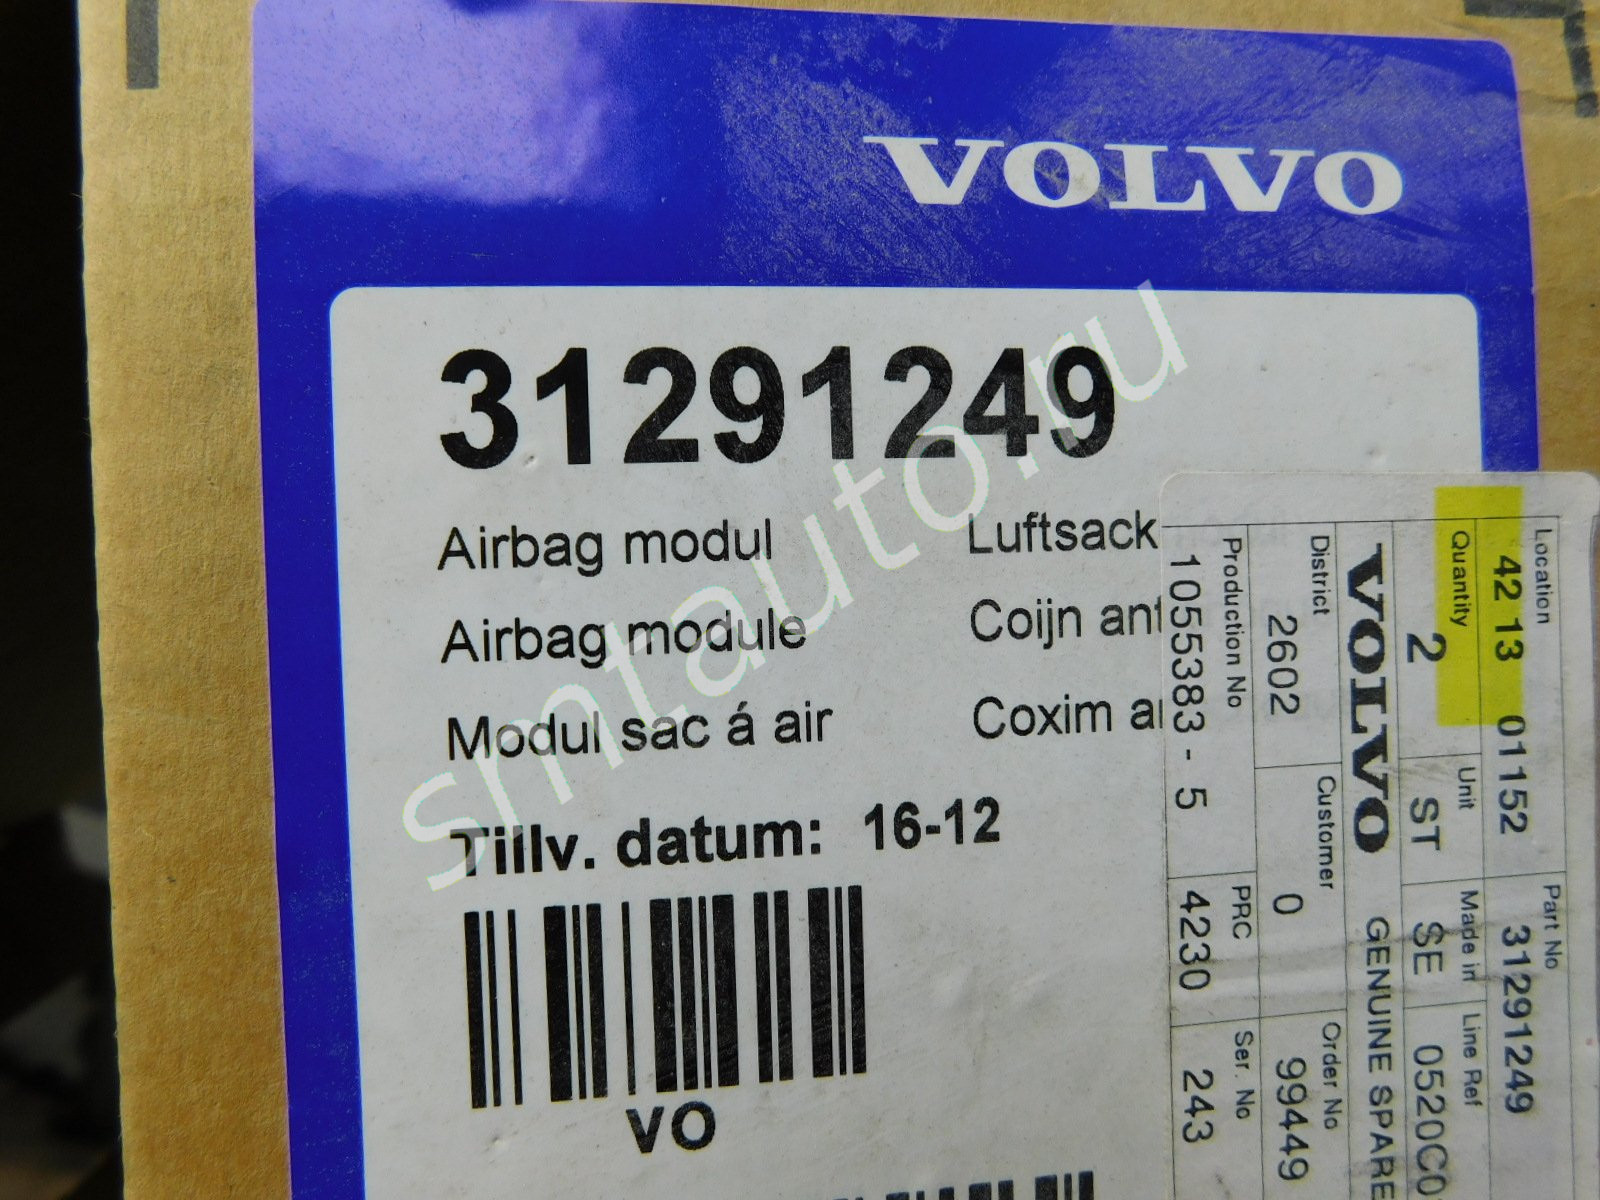 VOLVO
31291249
Airbag modul Luftsack
Airbag module Coijn ant
Modul sac á air Coxim
Tillv. datum: 16-12
VO
Location Part No
42 13 01152 31291249
Quantity Unit Made in Line Ref
2 ST SE 0520C0
VOLVO GENUINE SPARE
District Customer Order No
2602 0 99449
Production No PRC Ser. No
1055383 - 5 4230 243
smtauto.ru